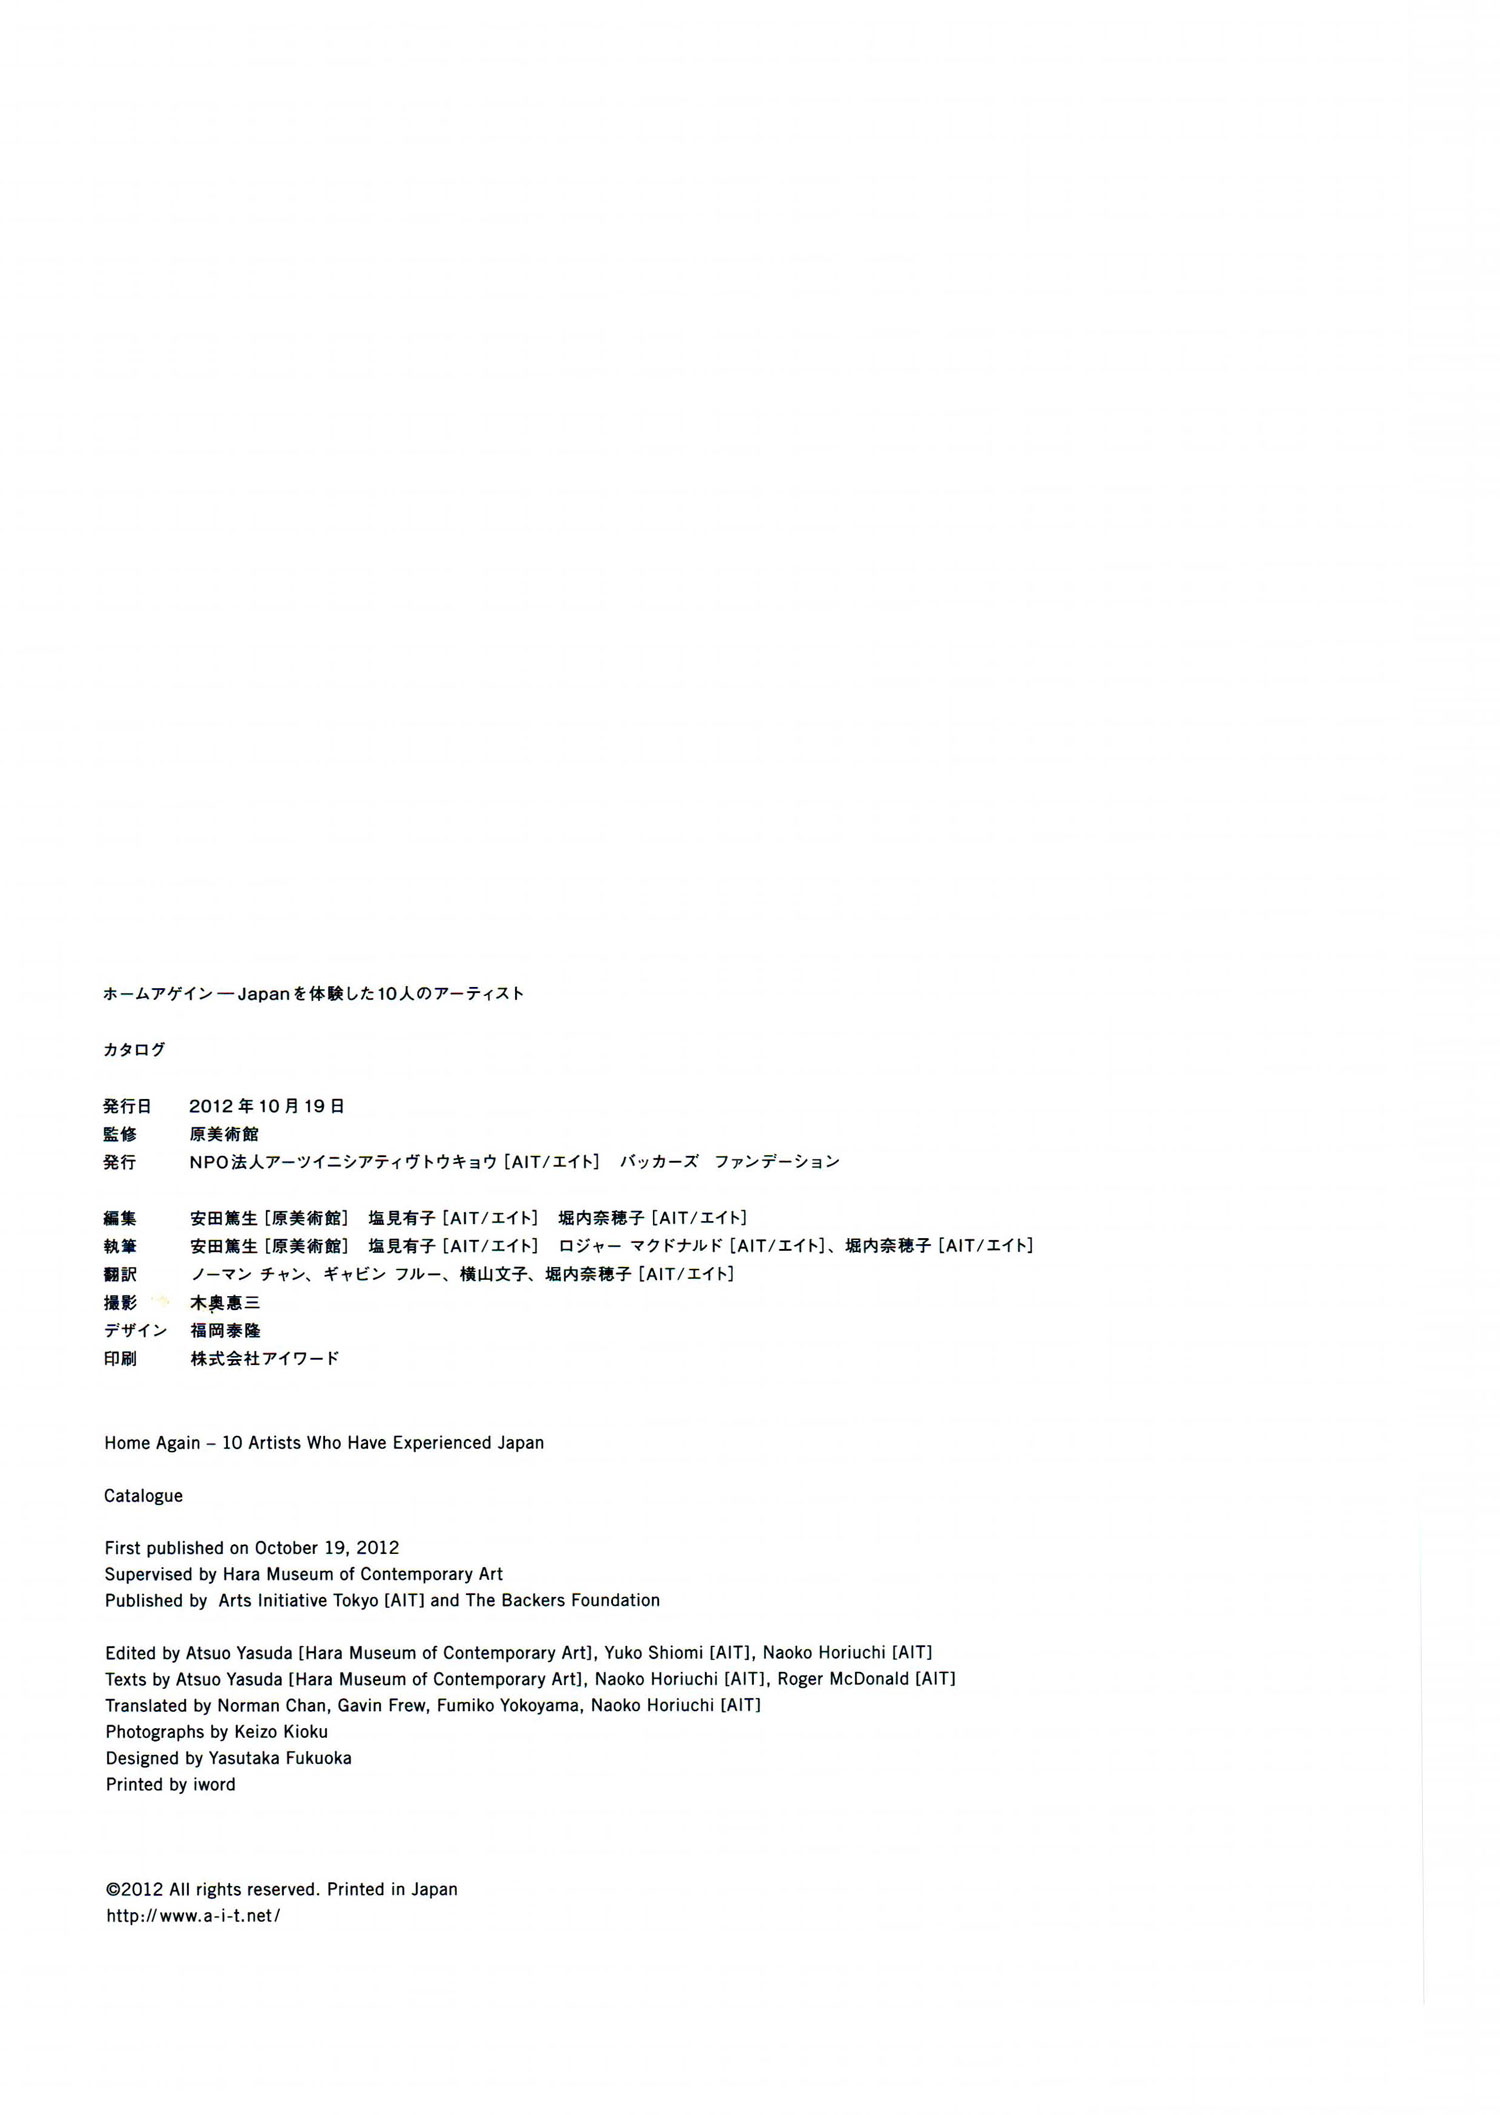 ホームアゲイン ― Japanを体験した10人のアーティスト
カタログ
発行日 2012年10月19日
監修 原美術館
発行 NPO法人アーツイニシアティヴトウキョウ [AIT/エイト] バッカーズ ファンデーション
編集 安田篤生 [原美術館] 塩見有子 [AIT/エイト] 堀内奈穂子 [AIT/エイト]
執筆 安田篤生 [原美術館] 塩見有子 [AIT/エイト] ロジャー マクドナルド [AIT/エイト]、堀内奈穂子 [AIT/エイト]
翻訳 ノーマン チャン、ギャビン フルー、横山文子、堀内奈穂子 [AIT/エイト]
撮影 木奥惠三
デザイン 福岡泰隆
印刷 株式会社アイワード
Home Again – 10 Artists Who Have Experienced Japan
Catalogue
First published on October 19, 2012
Supervised by Hara Museum of Contemporary Art
Published by Arts Initiative Tokyo [AIT] and The Backers Foundation
Edited by Atsuo Yasuda [Hara Museum of Contemporary Art], Yuko Shiomi [AIT], Naoko Horiuchi [AIT]
Texts by Atsuo Yasuda [Hara Museum of Contemporary Art], Naoko Horiuchi [AIT], Roger McDonald [AIT]
Translated by Norman Chan, Gavin Frew, Fumiko Yokoyama, Naoko Horiuchi [AIT]
Photographs by Keizo Kioku
Designed by Yasutaka Fukuoka
Printed by iword
©2012 All rights reserved. Printed in Japan
http://www.a-i-t.net/